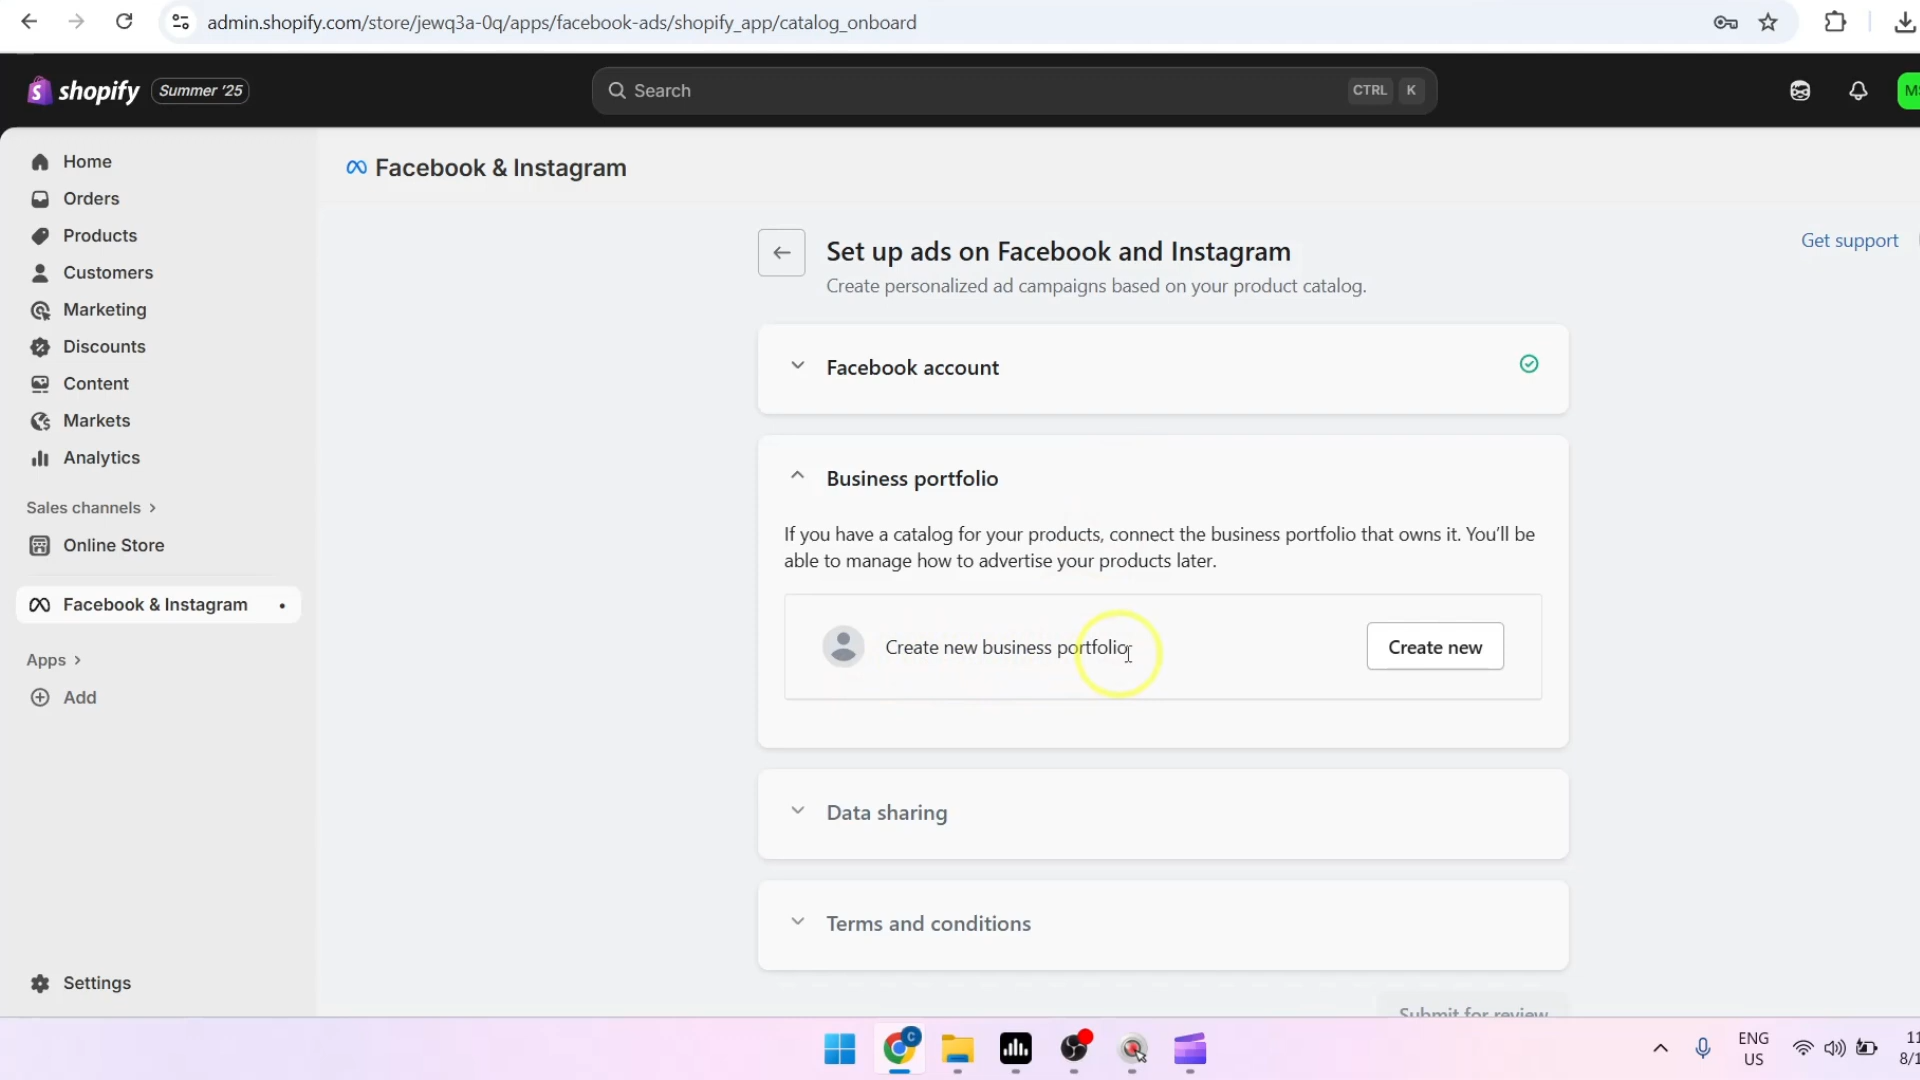 admin.shopify.com/store/jewq3a-0q/apps/facebook-ads/shopify_app/catalog_onboard
shopify
Summer '25
Search
CTRL K
Home
Orders
Products
Customers
Marketing
Discounts
Content
Markets
Analytics
Sales channels
Online Store
Facebook & Instagram
Apps
Add
Settings
Facebook & Instagram
Get support
Set up ads on Facebook and Instagram
Create personalized ad campaigns based on your product catalog.
Facebook account
Business portfolio
If you have a catalog for your products, connect the business portfolio that owns it. You'll be
able to manage how to advertise your products later.
Create new business portfolio
Create new
Data sharing
Terms and conditions
Submit for review
C
ENG
US